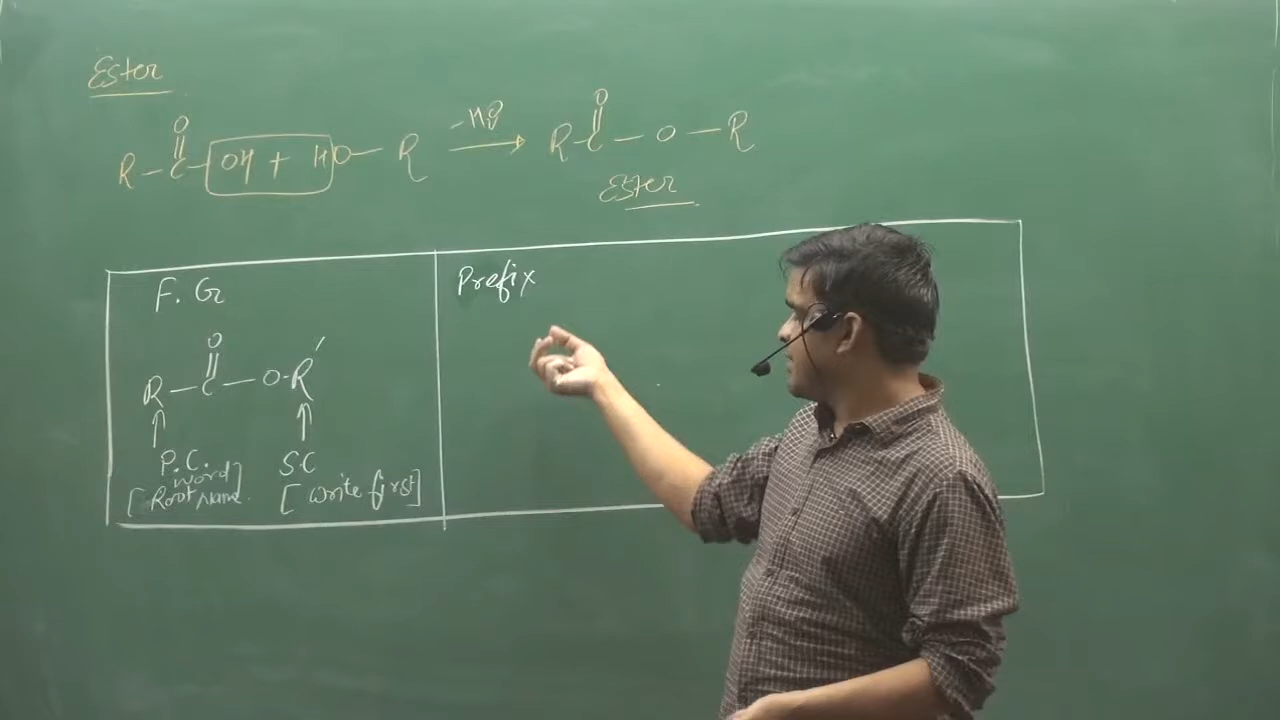 Ester
O O
R-C-OH + HO-R -H2O → R-C-O-R
Ester
F. G
Prefix
O
R-C-O-R'
P.C. S.C
word]
[Root Name. [write first]